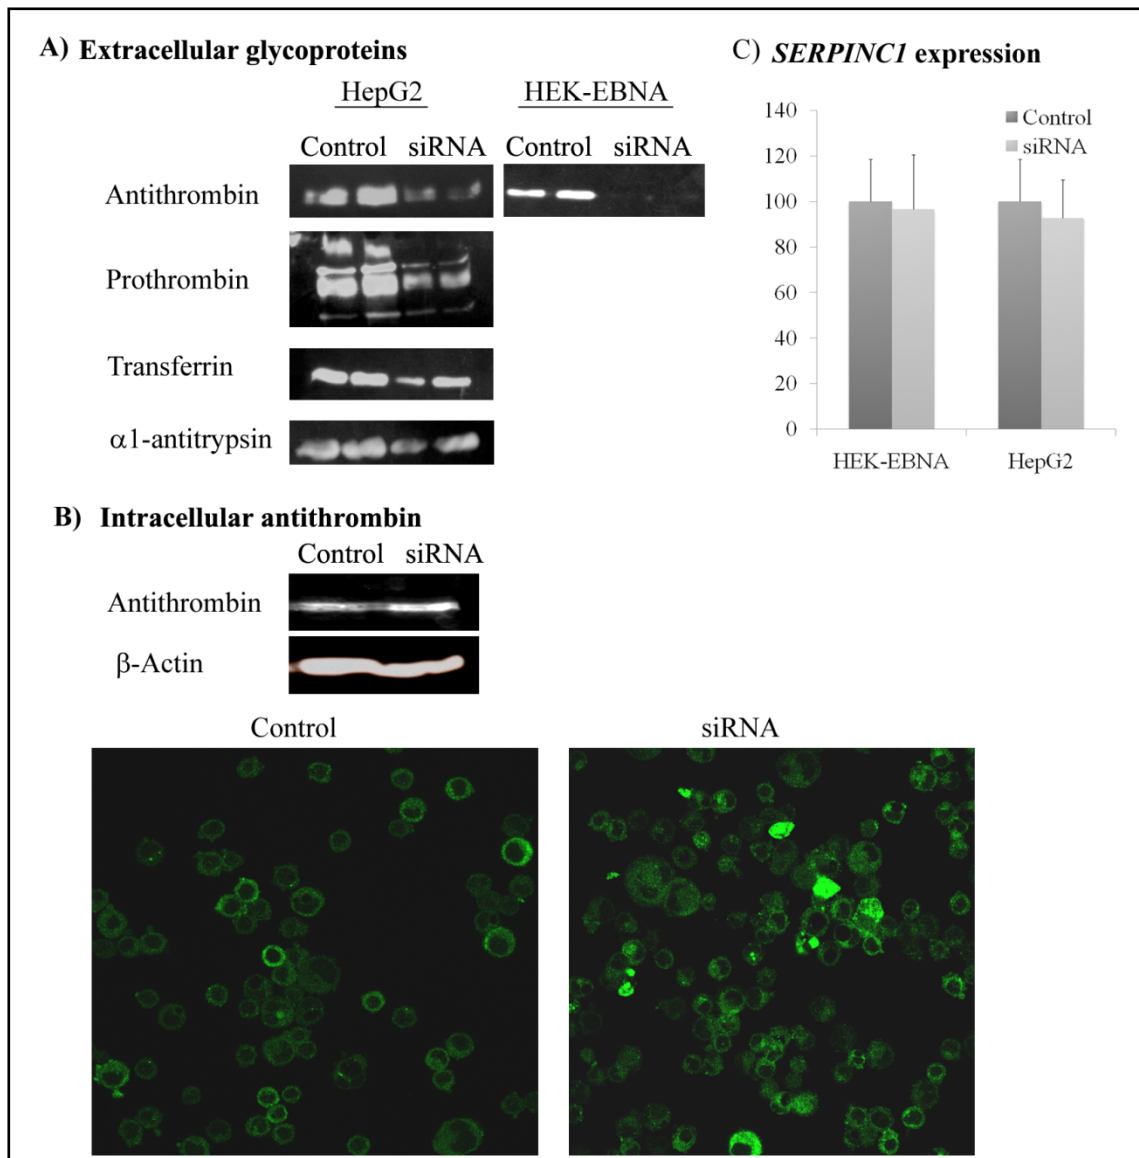 A) Extracellular glycoproteins
HepG2 HEK-EBNA
Control siRNA Control siRNA
Antithrombin
Prothrombin
Transferrin
α1-antitrypsin
C) SERPINC1 expression
140
120
100
80
60
40
20
0
Control
siRNA
HEK-EBNA HepG2
B) Intracellular antithrombin
Control siRNA
Antithrombin
β-Actin
Control siRNA